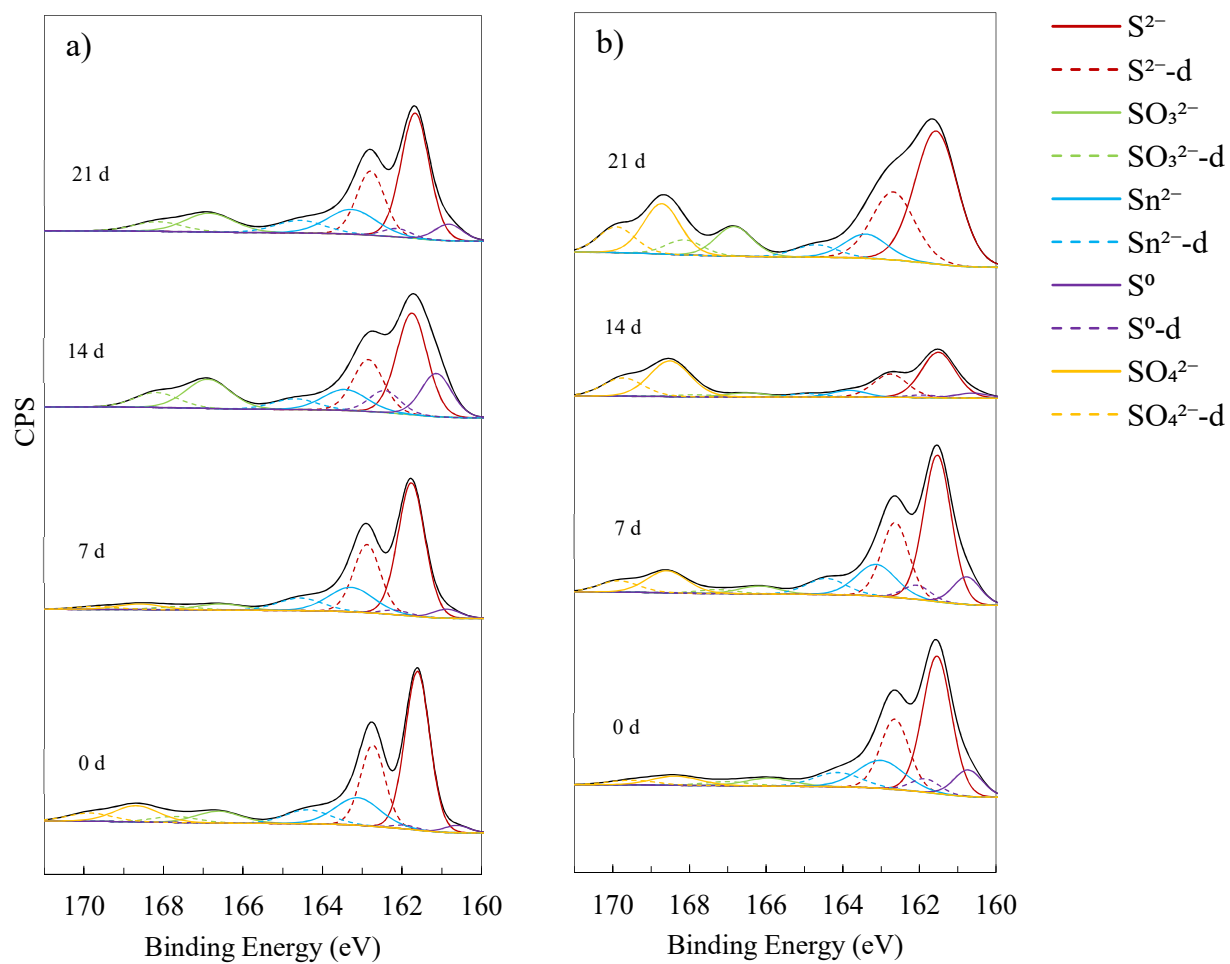 a)
21 d
14 d
7 d
0 d
CPS
170 168 166 164 162 160
Binding Energy (eV)
b)
21 d
14 d
7 d
0 d
170 168 166 164 162 160
Binding Energy (eV)
S²⁻
S²⁻-d
SO₃²⁻
SO₃²⁻-d
Sn²⁻
Sn²⁻-d
S⁰
S⁰-d
SO₄²⁻
SO₄²⁻-d